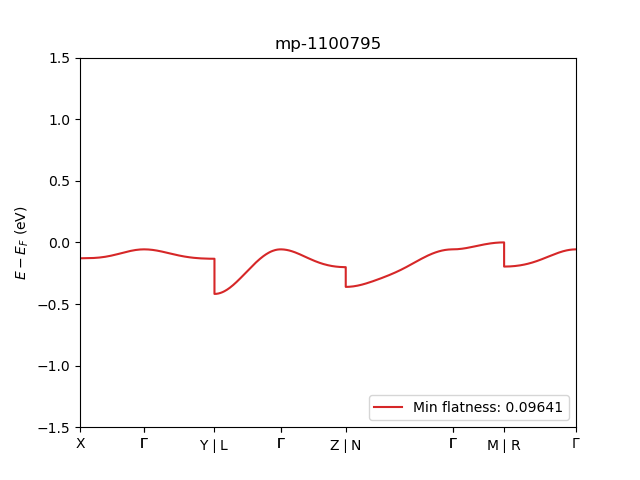 mp-1100795
E − E_F (eV)
1.5
1.0
0.5
0.0
−0.5
−1.0
−1.5
Min flatness: 0.09641
X Γ Y | L Γ Z | N Γ M | R Γ